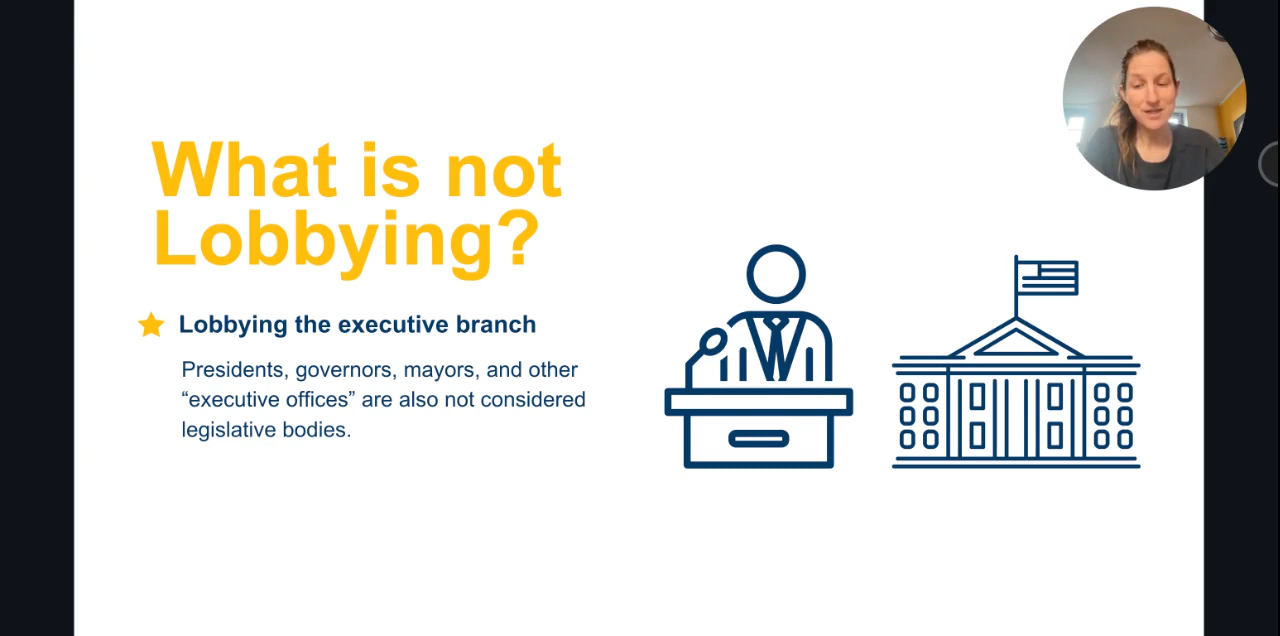 What is not
Lobbying?
Lobbying the executive branch
Presidents, governors, mayors, and other
“executive offices” are also not considered
legislative bodies.